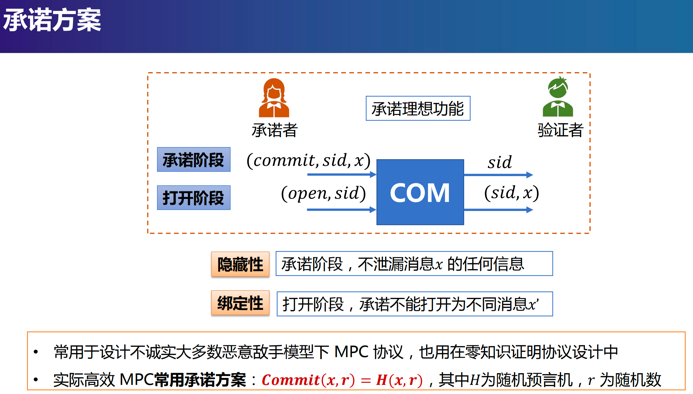 承诺方案
承诺理想功能
承诺者
验证者
承诺阶段
(commit, sid, x)
sid
打开阶段
(open, sid)
COM
(sid, x)
隐藏性
承诺阶段，不泄漏消息x 的任何信息
绑定性
打开阶段，承诺不能打开为不同消息x'
• 常用于设计不诚实大多数恶意敌手模型下 MPC 协议，也用在零知识证明协议设计中
• 实际高效 MPC常用承诺方案：Commit(x, r) = H(x, r)，其中H为随机预言机，r 为随机数